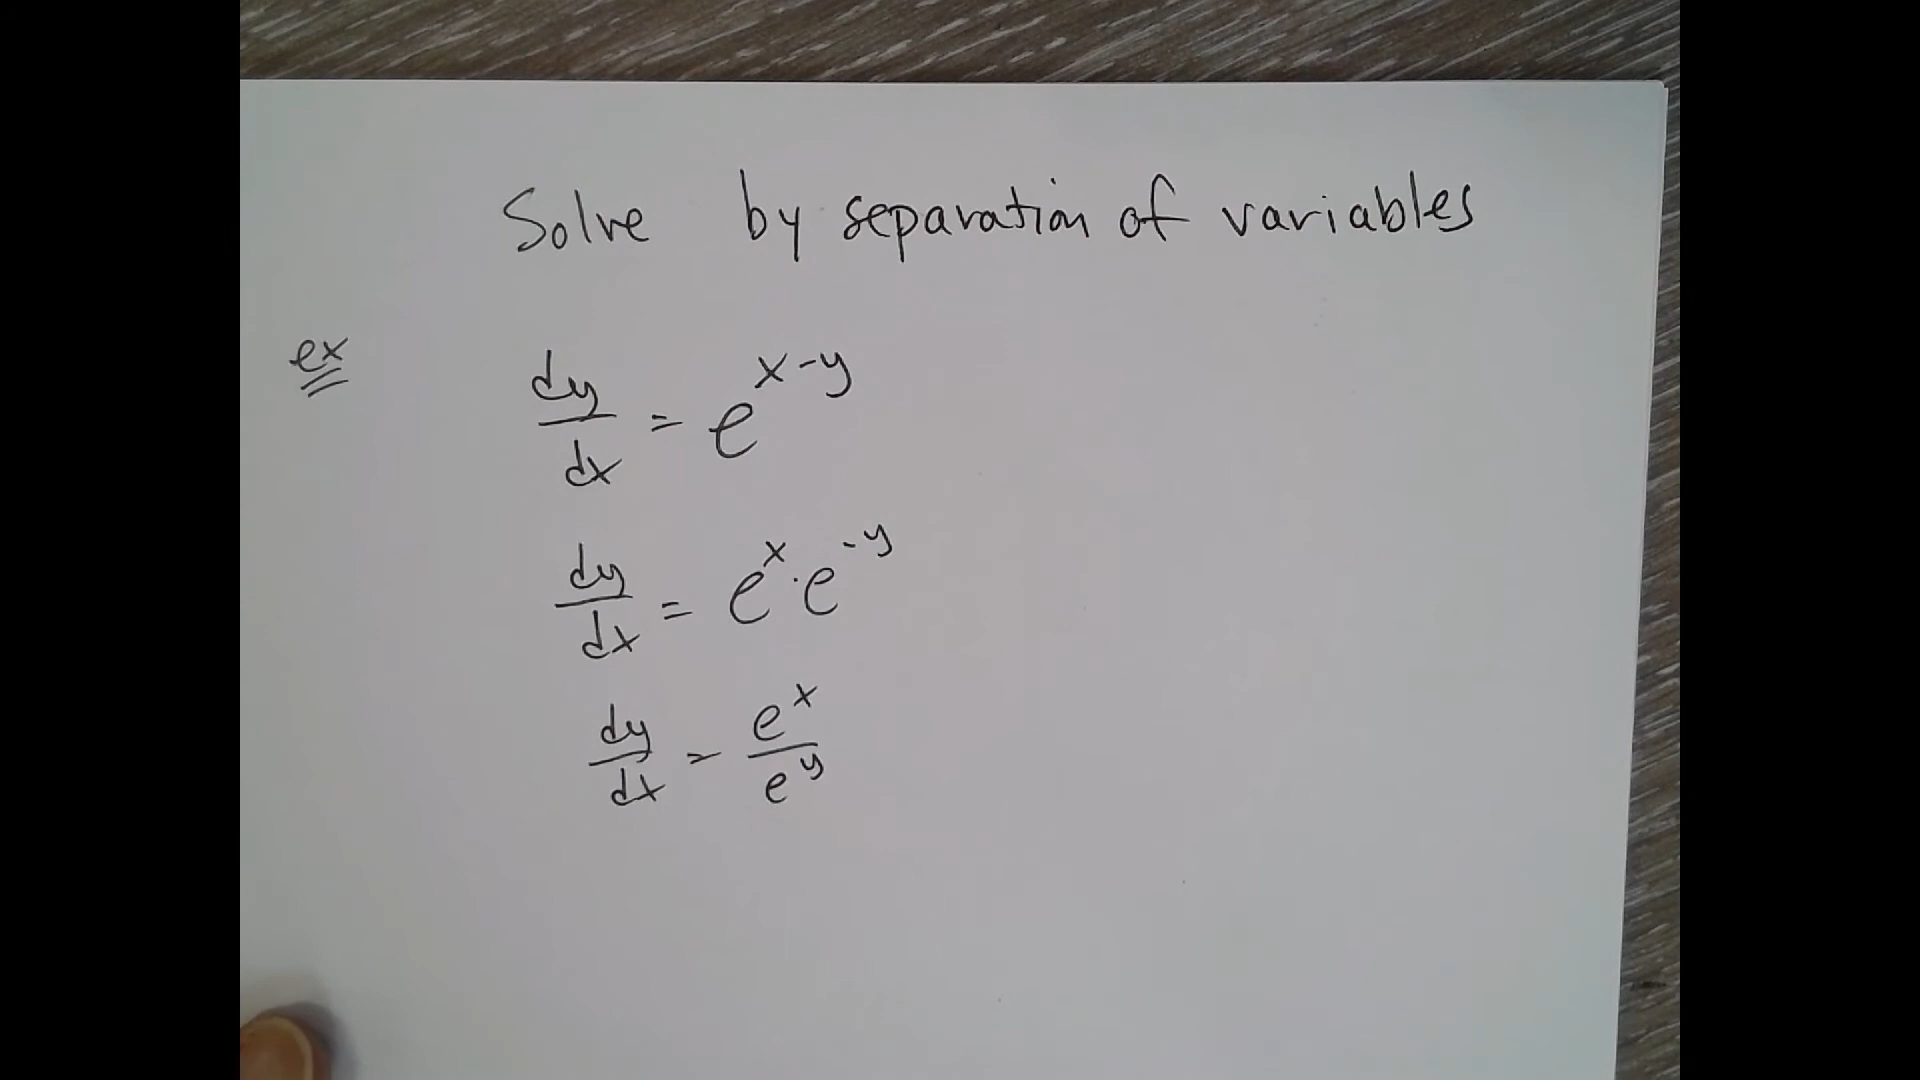 Solve by separation of variables
ex
dy/dx = e^(x-y)
dy/dx = e^x · e^(-y)
dy/dx = e^x/e^y